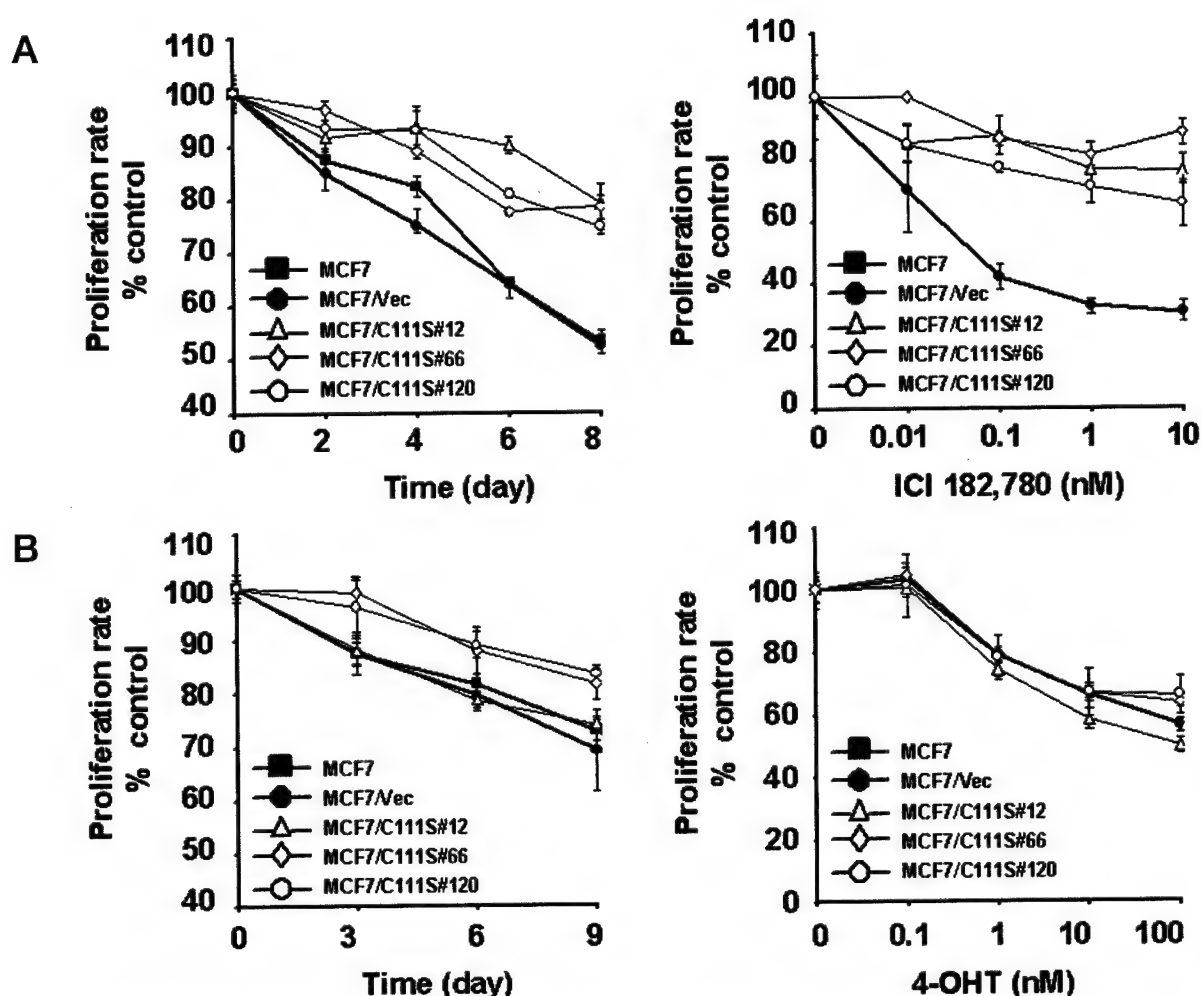 A
110
100
90
80
70
60
50
40
Proliferation rate
% control
MCF7
MCF7/Vec
MCF7/C111S#12
MCF7/C111S#66
MCF7/C111S#120
0 2 4 6 8
Time (day)
110
100
80
60
40
20
0
Proliferation rate
% control
MCF7
MCF7/Vec
MCF7/C111S#12
MCF7/C111S#66
MCF7/C111S#120
0 0.01 0.1 1 10
ICI 182,780 (nM)
B
110
100
90
80
70
60
50
40
Proliferation rate
% control
MCF7
MCF7/Vec
MCF7/C111S#12
MCF7/C111S#66
MCF7/C111S#120
0 3 6 9
Time (day)
110
100
80
60
40
20
0
Proliferation rate
% control
MCF7
MCF7/Vec
MCF7/C111S#12
MCF7/C111S#66
MCF7/C111S#120
0 0.1 1 10 100
4-OHT (nM)